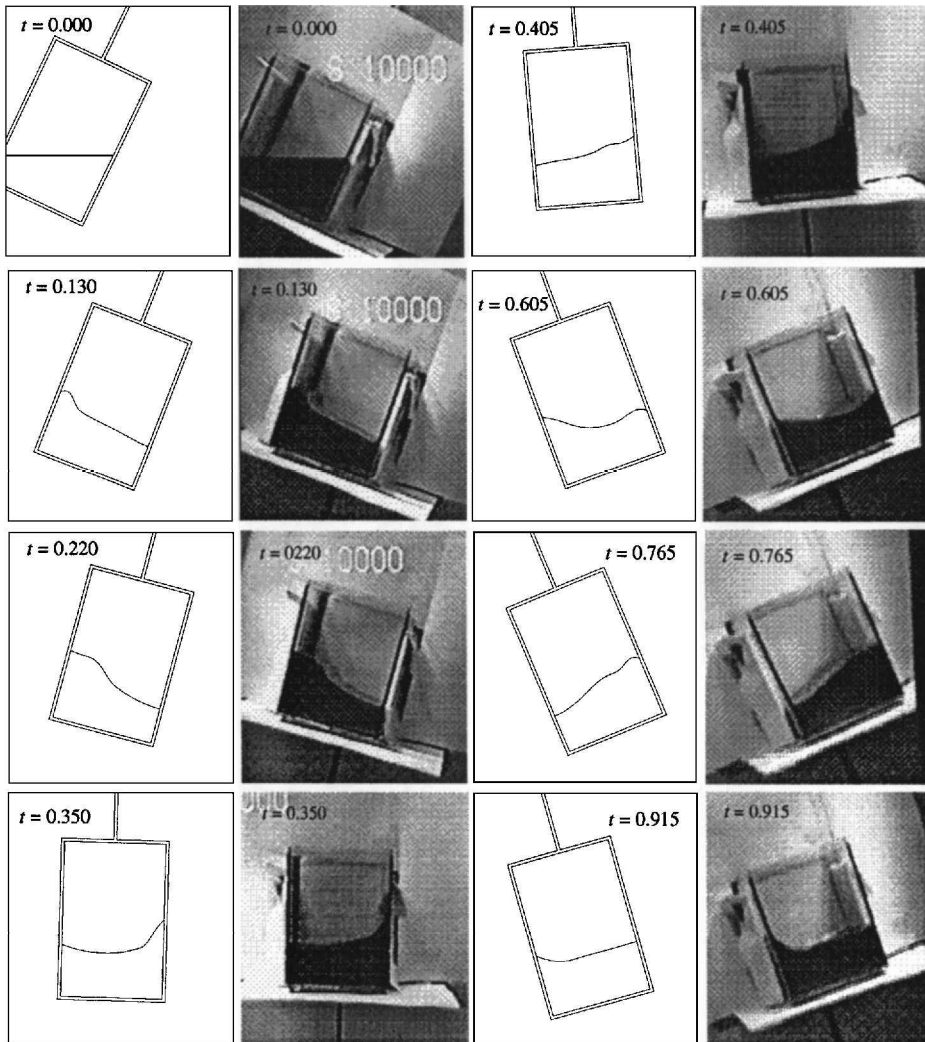 t = 0.000
t = 0.000
S 10000
t = 0.405
t = 0.405
t = 0.130
t = 0.130
10000
t = 0.605
t = 0.605
t = 0.220
t = 0220
0000
t = 0.765
t = 0.765
t = 0.350
t = 0.350
t = 0.915
t = 0.915